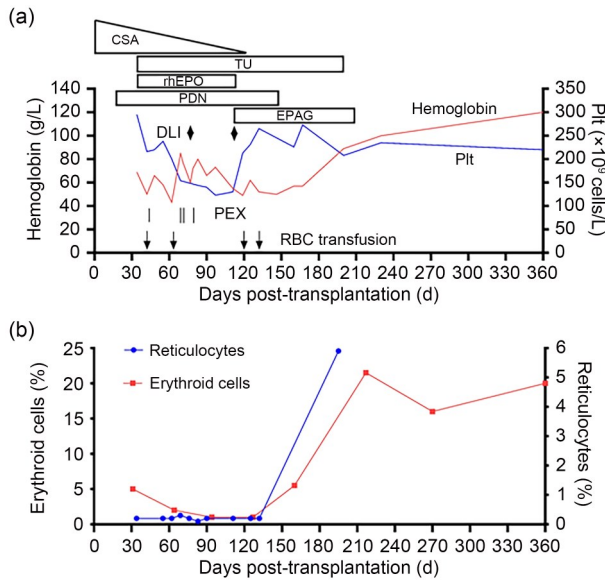 (a)
CSA
TU
rhEPO
PDN
EPAG
DLI
Hemoglobin
Plt
PEX
RBC transfusion
Hemoglobin (g/L)
140
120
100
80
60
40
20
0
Plt (×10⁹ cells/L)
350
300
250
200
150
100
50
0
0 30 60 90 120 150 180 210 240 270 300 330 360
Days post-transplantation (d)
(b)
Reticulocytes
Erythroid cells
Erythroid cells (%)
25
20
15
10
5
0
Reticulocytes (%)
6
5
4
3
2
1
0
0 30 60 90 120 150 180 210 240 270 300 330 360
Days post-transplantation (d)